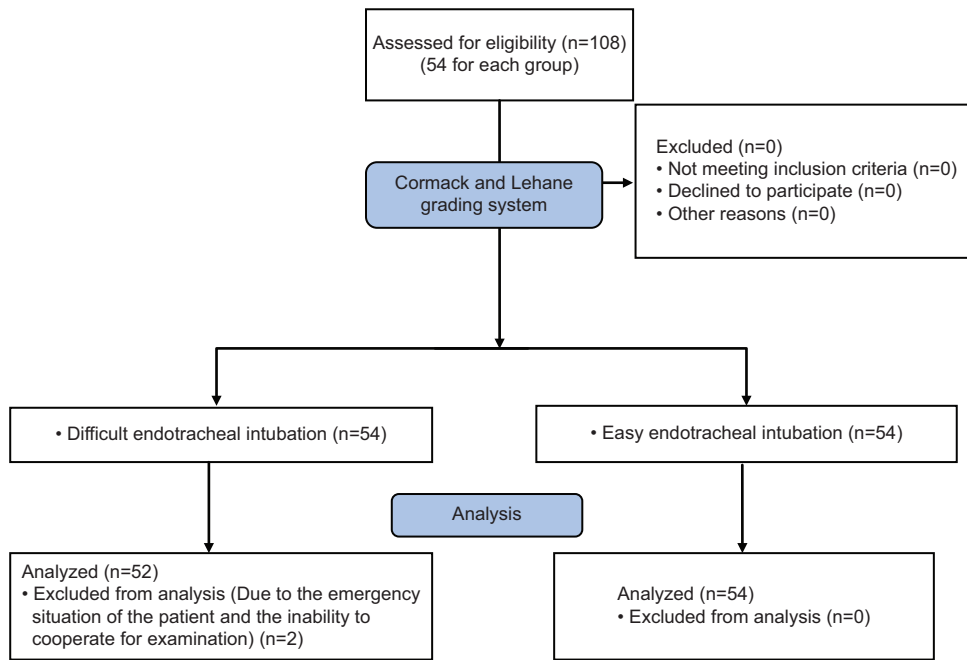 Assessed for eligibility (n=108)
(54 for each group)
Excluded (n=0)
• Not meeting inclusion criteria (n=0)
• Declined to participate (n=0)
• Other reasons (n=0)
Cormack and Lehane
grading system
• Difficult endotracheal intubation (n=54)
• Easy endotracheal intubation (n=54)
Analysis
Analyzed (n=52)
• Excluded from analysis (Due to the emergency
situation of the patient and the inability to
cooperate for examination) (n=2)
Analyzed (n=54)
• Excluded from analysis (n=0)